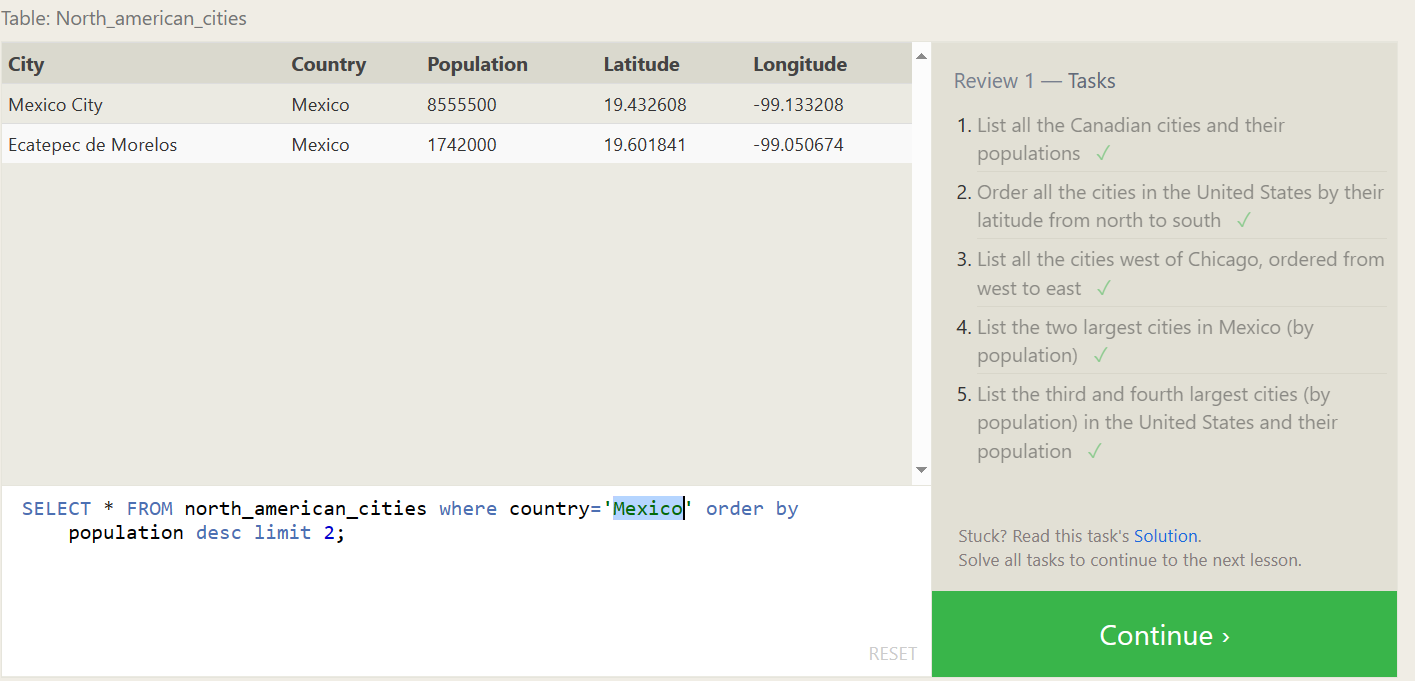 Table: North_american_cities
City Country Population Latitude Longitude
Mexico City Mexico 8555500 19.432608 -99.133208
Ecatepec de Morelos Mexico 1742000 19.601841 -99.050674
SELECT * FROM north_american_cities where country='Mexico' order by
population desc limit 2;
RESET
Review 1 — Tasks
1. List all the Canadian cities and their
populations ✓
2. Order all the cities in the United States by their
latitude from north to south ✓
3. List all the cities west of Chicago, ordered from
west to east ✓
4. List the two largest cities in Mexico (by
population) ✓
5. List the third and fourth largest cities (by
population) in the United States and their
population ✓
Stuck? Read this task's Solution.
Solve all tasks to continue to the next lesson.
Continue ›